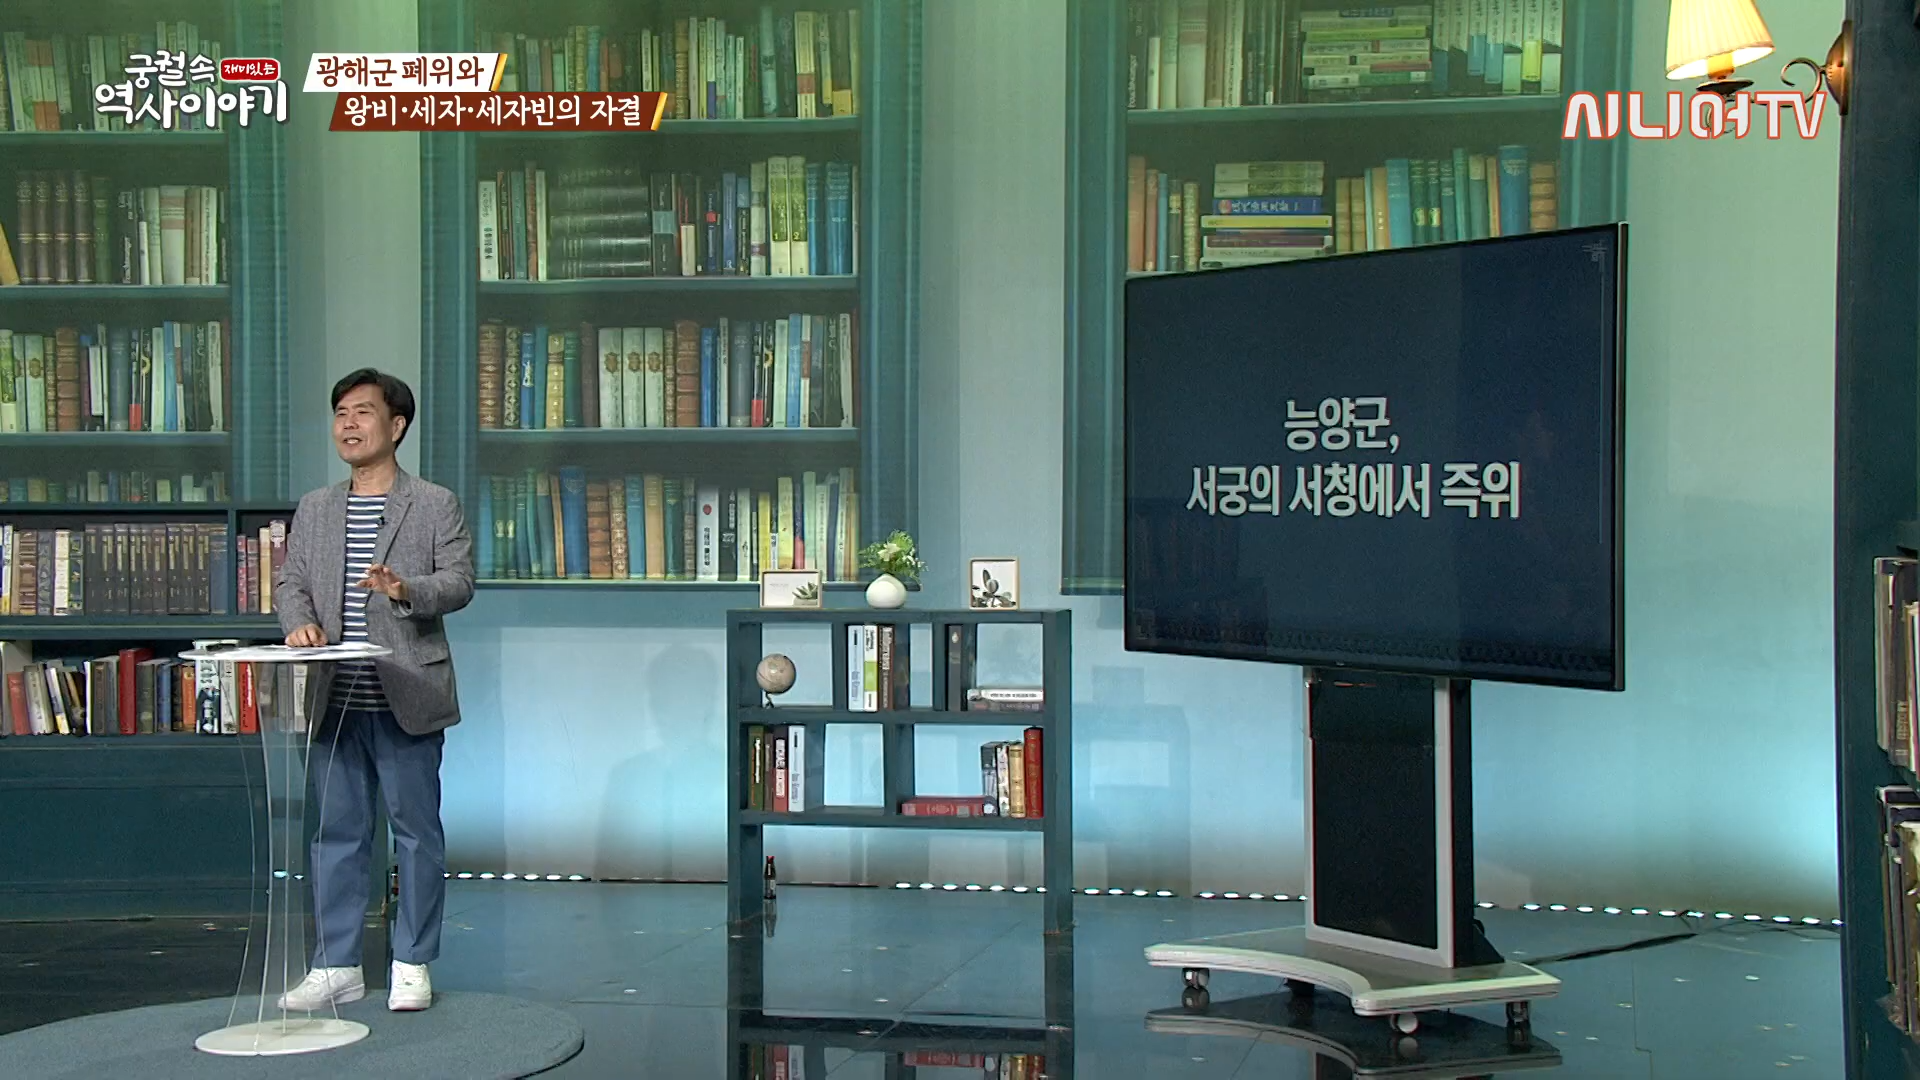 궁궐 속 재미있는
역사이야기
광해군 폐위와
왕비·세자·세자빈의 자결
시니어TV
능양군,
서궁의 서청에서 즉위